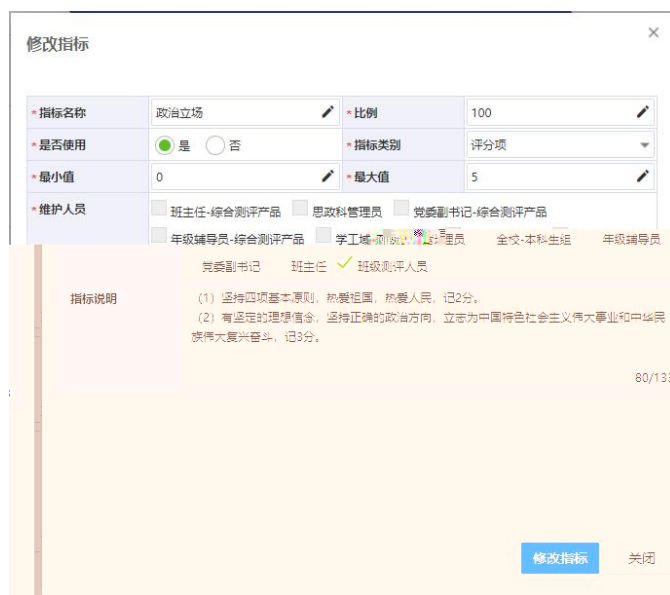 修改指标
×
*指标名称 政治立场 *比例 100
*是否使用 是 否 *指标类别 评分项
*最小值 0 *最大值 5
*维护人员 班主任-综合测评产品 思政科管理员 党委副书记-综合测评产品
年级辅导员-综合测评产品 学工域 理员 全校-本科生组 年级辅导员
党委副书记 班主任 班级测评人员
指标说明 (1) 坚持四项基本原则，热爱祖国，热爱人民，记2分。
(2) 有坚定的理想信念，坚持正确的政治方向，立志为中国特色社会主义伟大事业和中华民
族伟大复兴奋斗，记3分。
80/133
修改指标 关闭